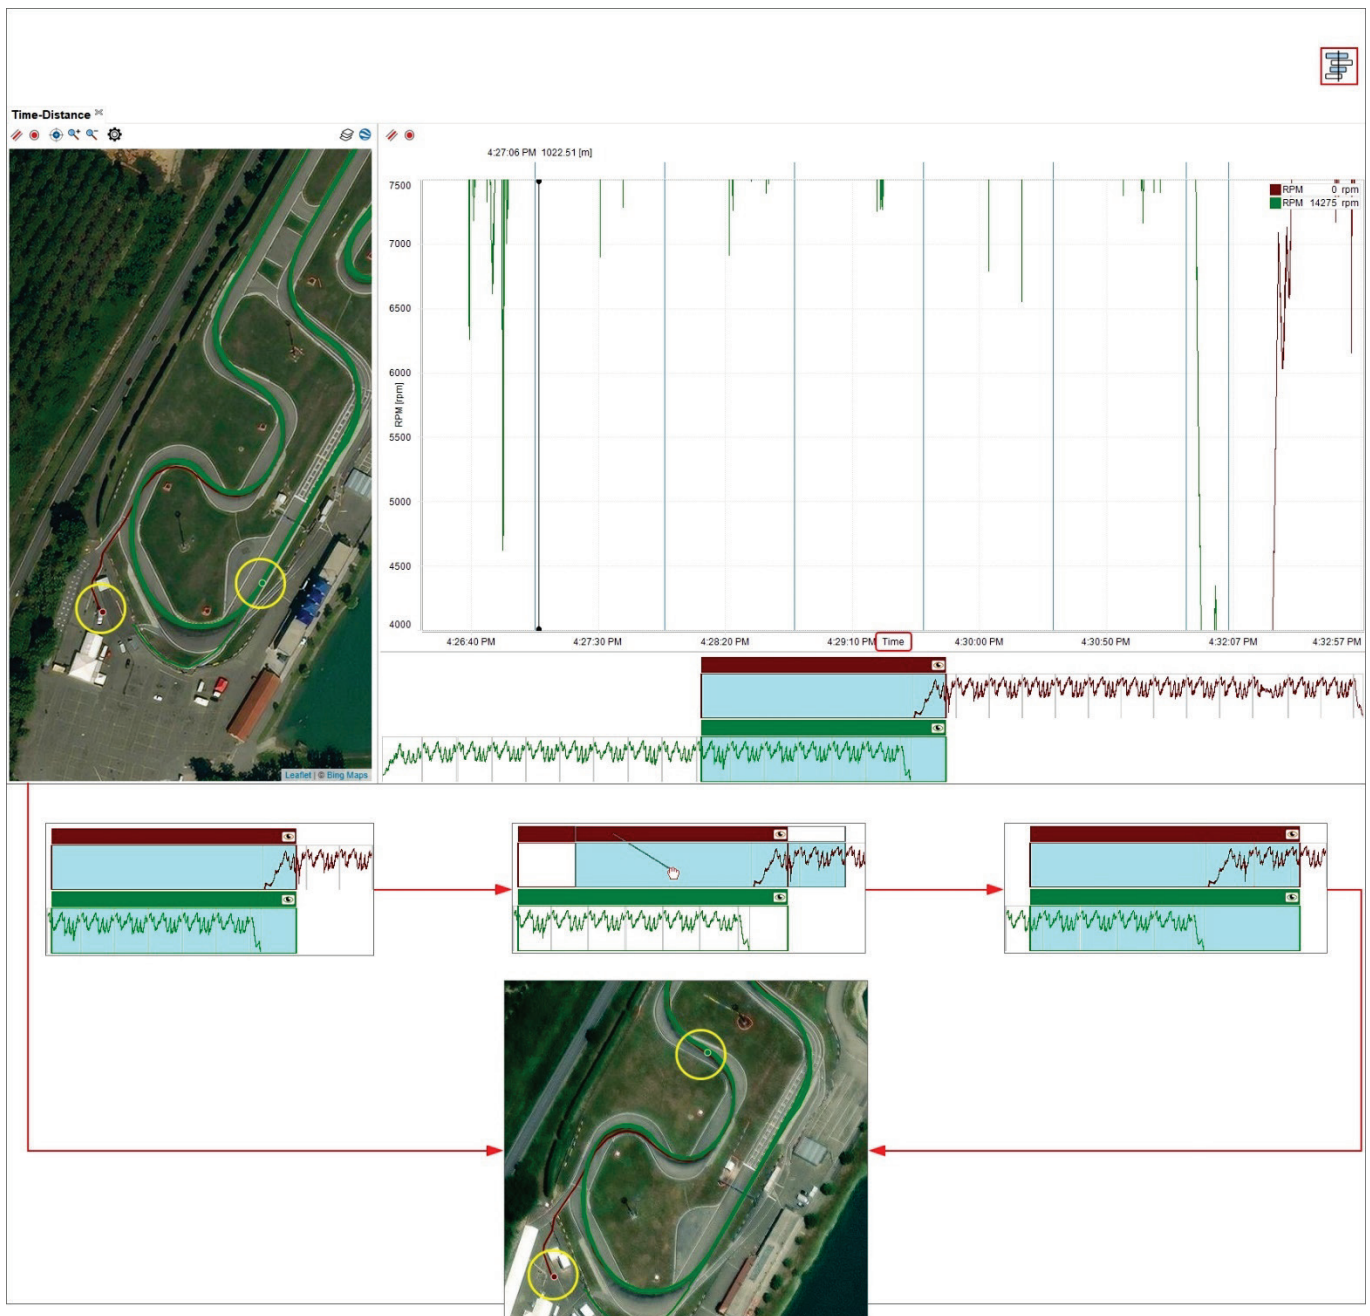 Time-Distance
4:27:06 PM 1022.51 [m]
7500
7000
6500
6000
5500
5000
4500
4000
RPM [rpm]
RPM 0 rpm
RPM 14275 rpm
4:26:40 PM 4:27:30 PM 4:28:20 PM 4:29:10 PM Time 4:30:00 PM 4:30:50 PM 4:32:07 PM 4:32:57 PM
Leaflet | © Bing Maps